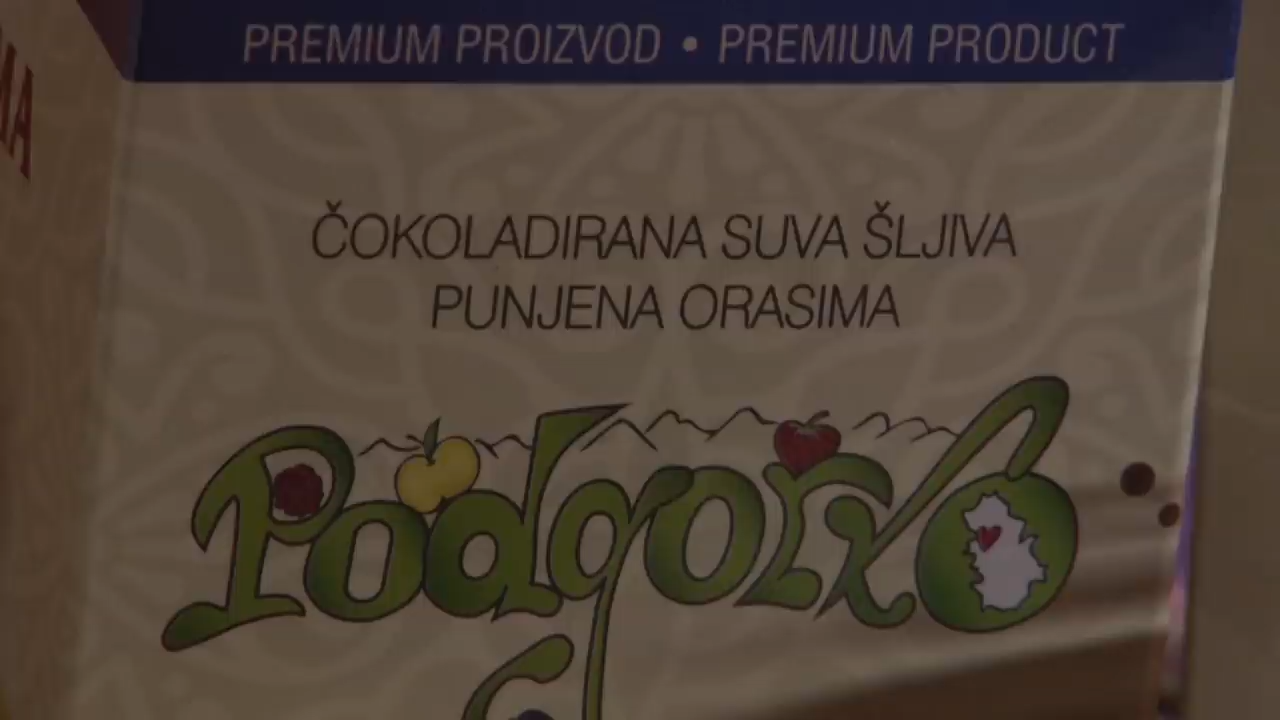 PREMIUM PROIZVOD • PREMIUM PRODUCT
ČOKOLADIRANA SUVA ŠLJIVA
PUNJENA ORASIMA
Podgorko